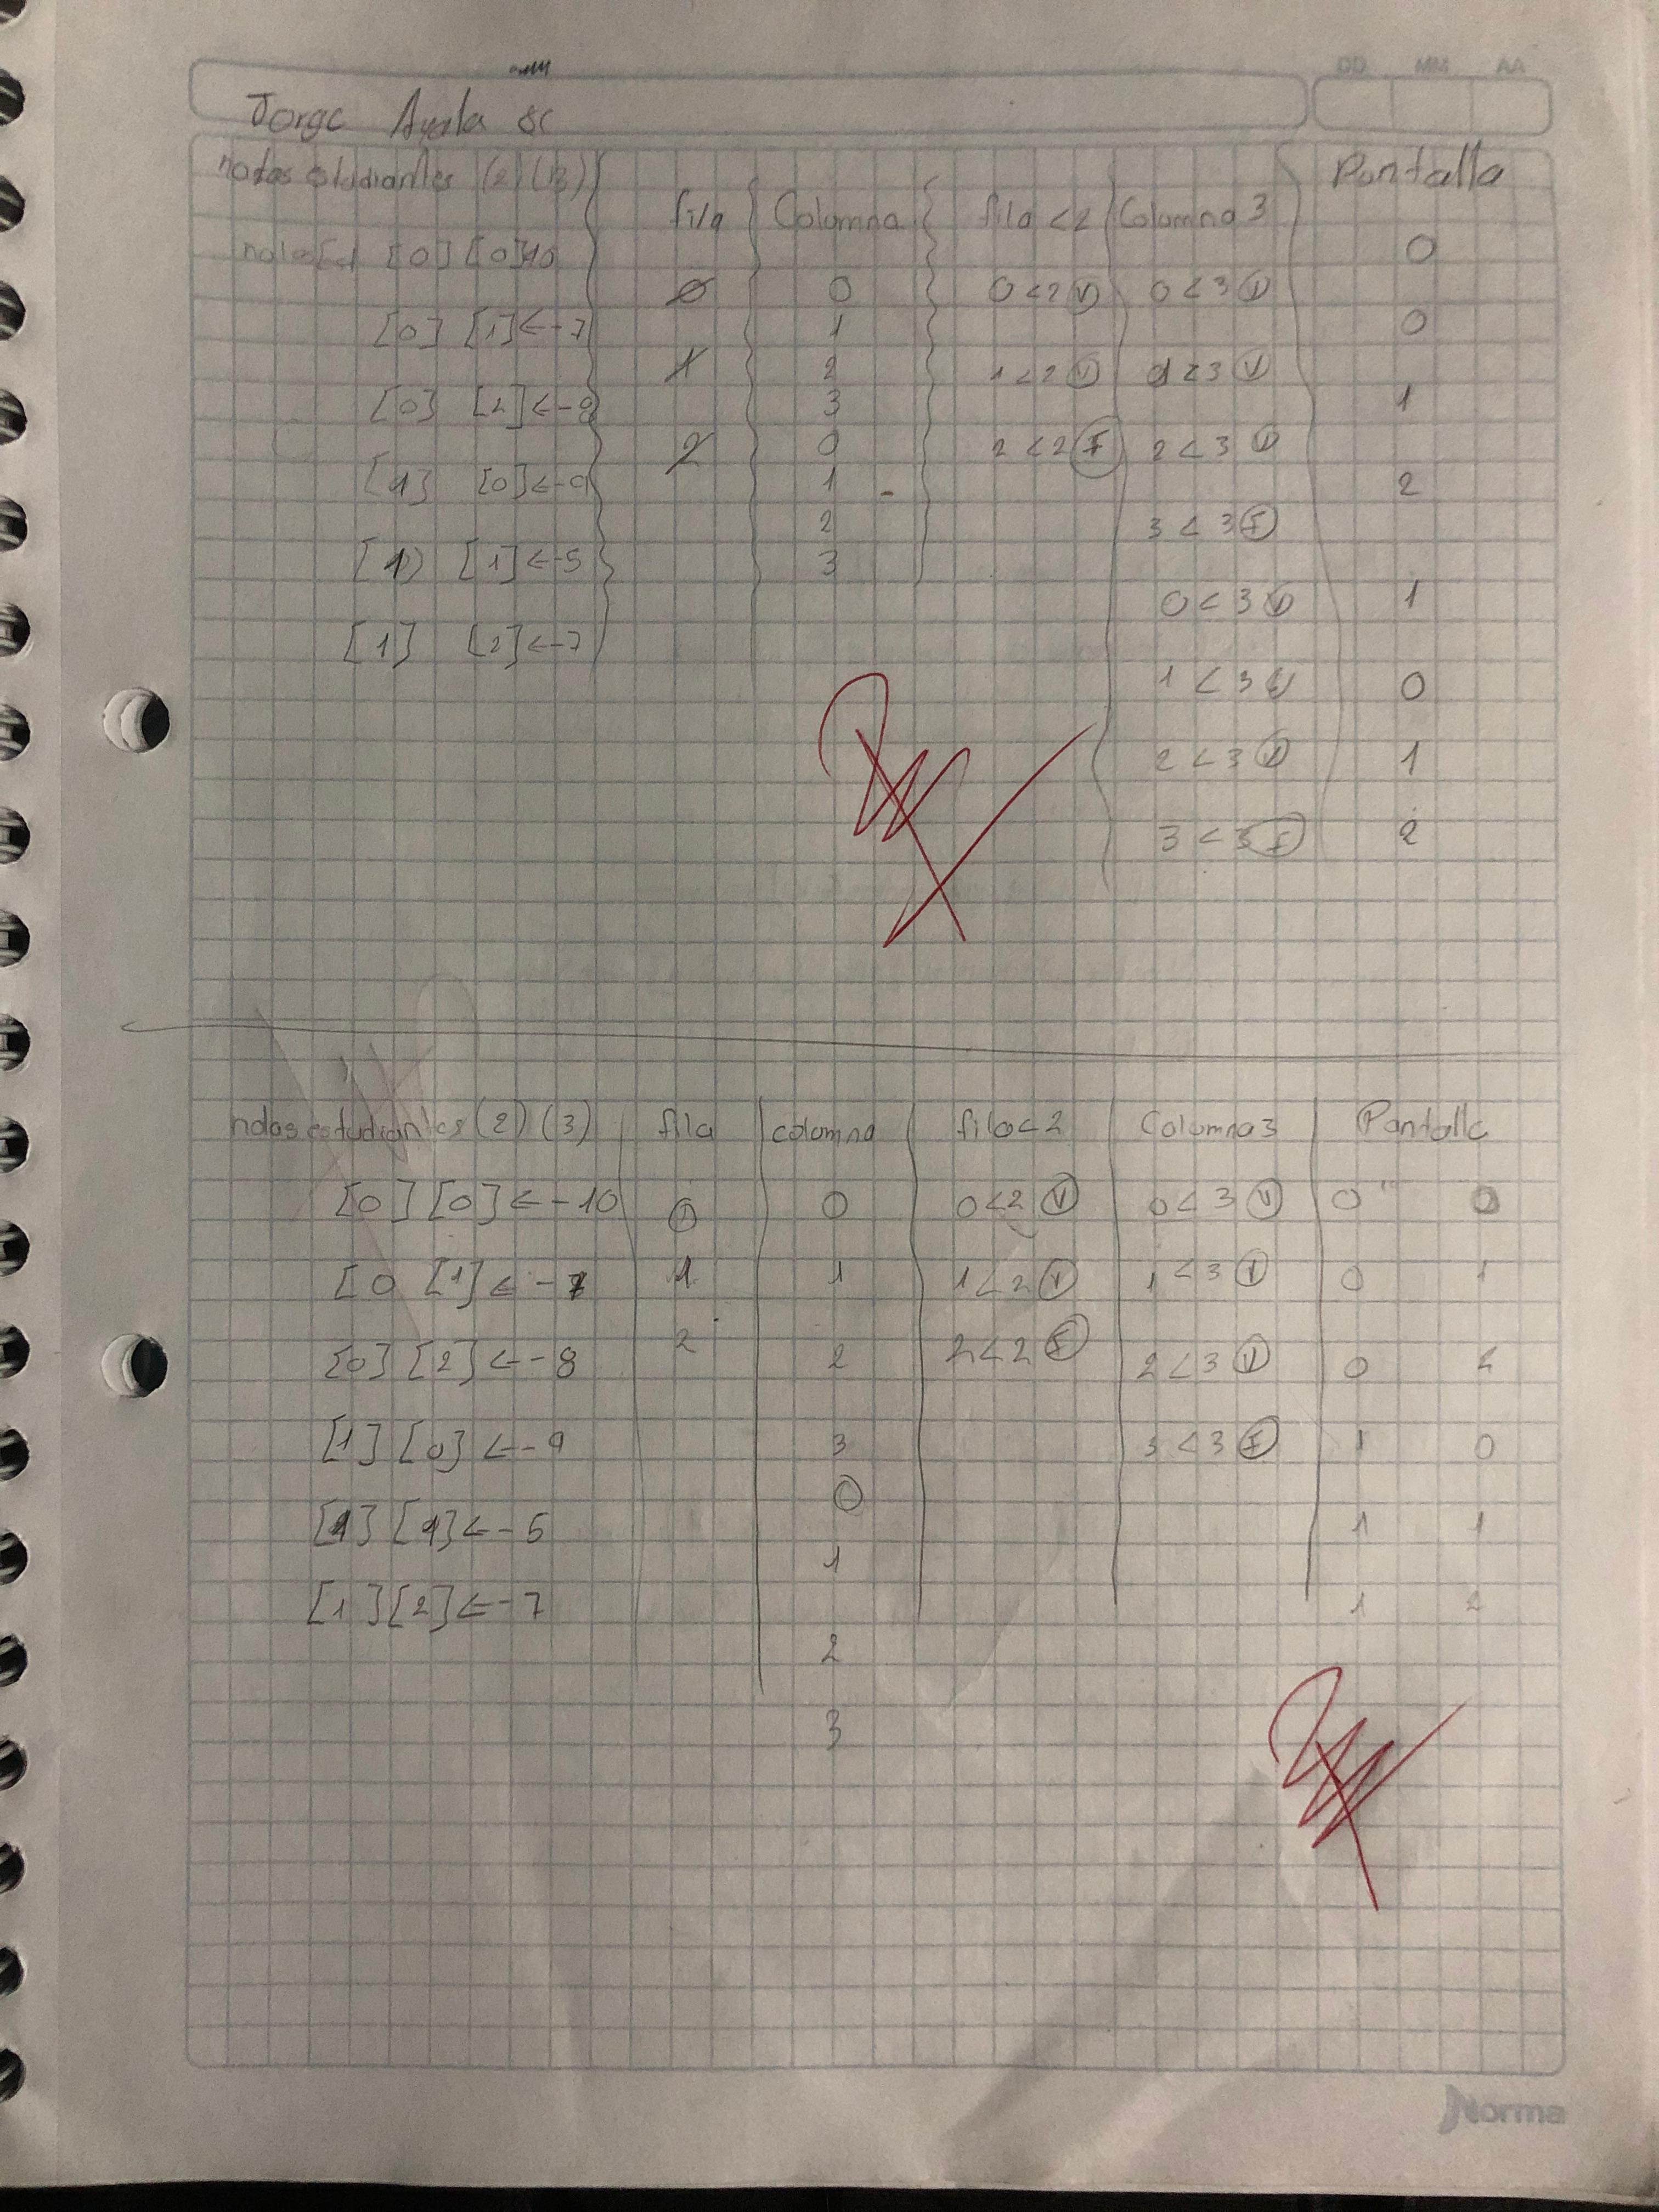 DD MM AA
Jorge Ayala 8C
notas estudiantes (2) (3) Pantalla
fila Columna fila <2 Columna 3
[0] [0] 10 0
0 0 0<2 V 0<3 V
[0] [1] <-7 1 0
1 2 1<2 V 1<3 V
[0] [2] <-8 3 1
2 0 2<2 F 2<3 V
[1] [0] <-9 1 2
2 3<3 F
[1] [1] <-5 3
0<3 V 1
[1] [2] <-7
1<3 0
2<3 V 1
3<3 F 2
notas estudiantes (2) (3) fila columna fila<2 Columna 3 Pantalla
[0] [0] <-10 0 0 0<2 V 0<3 V 0 0
[0 [1] <-7 1 1 1<2 V 1<3 V 0 1
[0] [2] <-8 2 2 2<2 F 2<3 V 0 2
[1] [0] <-9 3 3<3 F 1 0
0
[1] [1] <-5 1 1
1
[1] [2] <-7 1 2
2
3
Norma